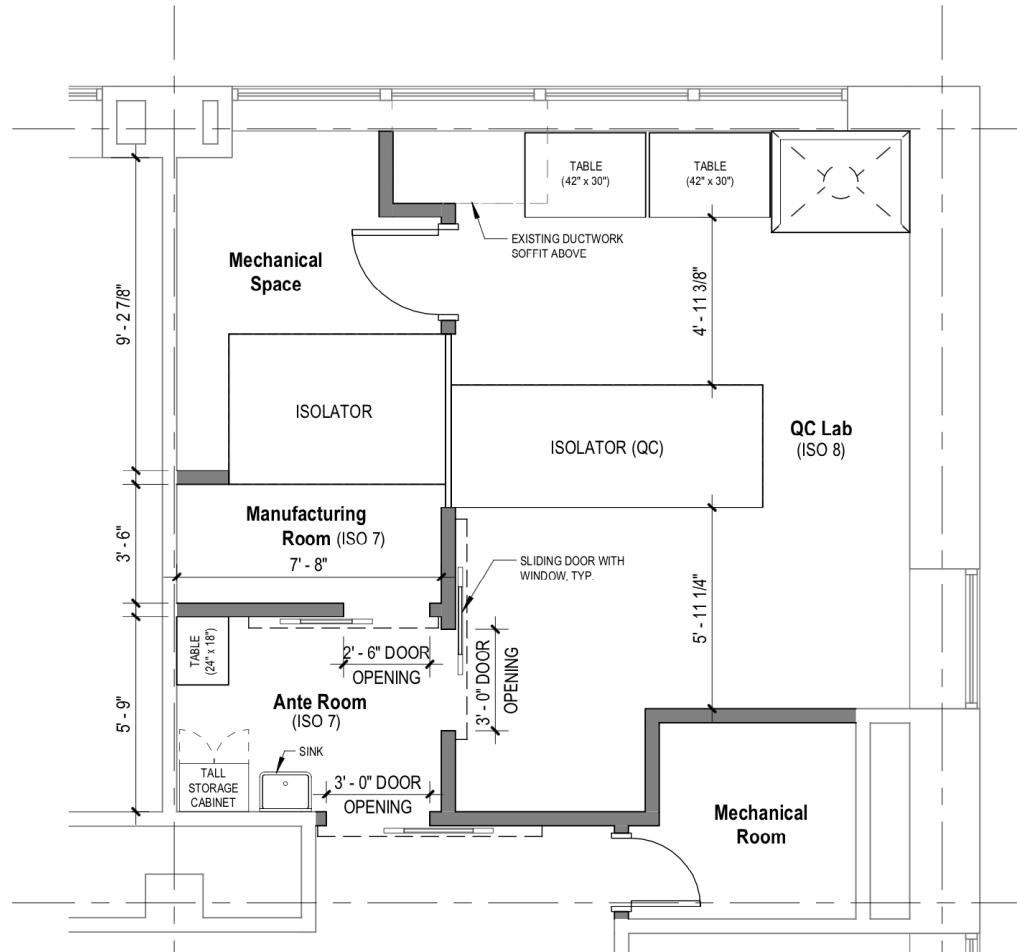 TABLE
(42" x 30")
TABLE
(42" x 30")
EXISTING DUCTWORK
SOFFIT ABOVE
Mechanical
Space
9' - 2 7/8"
4' - 11 3/8"
ISOLATOR
ISOLATOR (QC)
QC Lab
(ISO 8)
Manufacturing
Room (ISO 7)
7' - 8"
3' - 6"
SLIDING DOOR WITH
WINDOW, TYP.
5' - 11 1/4"
TABLE
(24" x 18")
2' - 6" DOOR
OPENING
3' - 0" DOOR
OPENING
Ante Room
(ISO 7)
5' - 9"
SINK
TALL
STORAGE
CABINET
3' - 0" DOOR
OPENING
Mechanical
Room